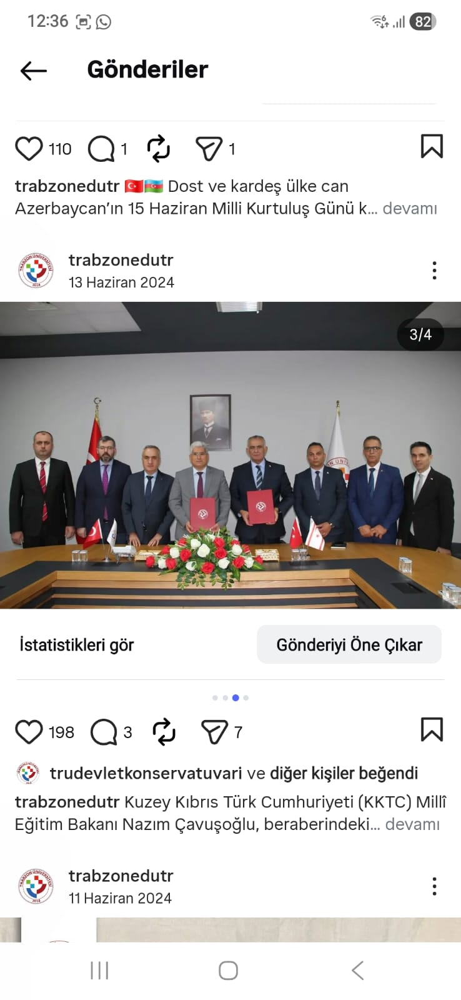 12:36
82
Gönderiler
110
1
1
trabzonedutr 🇹🇷🇦🇿 Dost ve kardeş ülke can
Azerbaycan’ın 15 Haziran Milli Kurtuluş Günü k... devamı
trabzonedutr
13 Haziran 2024
3/4
İstatistikleri gör
Gönderiyi Öne Çıkar
198
3
7
trudevletkonservatuvari ve diğer kişiler beğendi
trabzonedutr Kuzey Kıbrıs Türk Cumhuriyeti (KKTC) Millî
Eğitim Bakanı Nazım Çavuşoğlu, beraberindeki... devamı
trabzonedutr
11 Haziran 2024